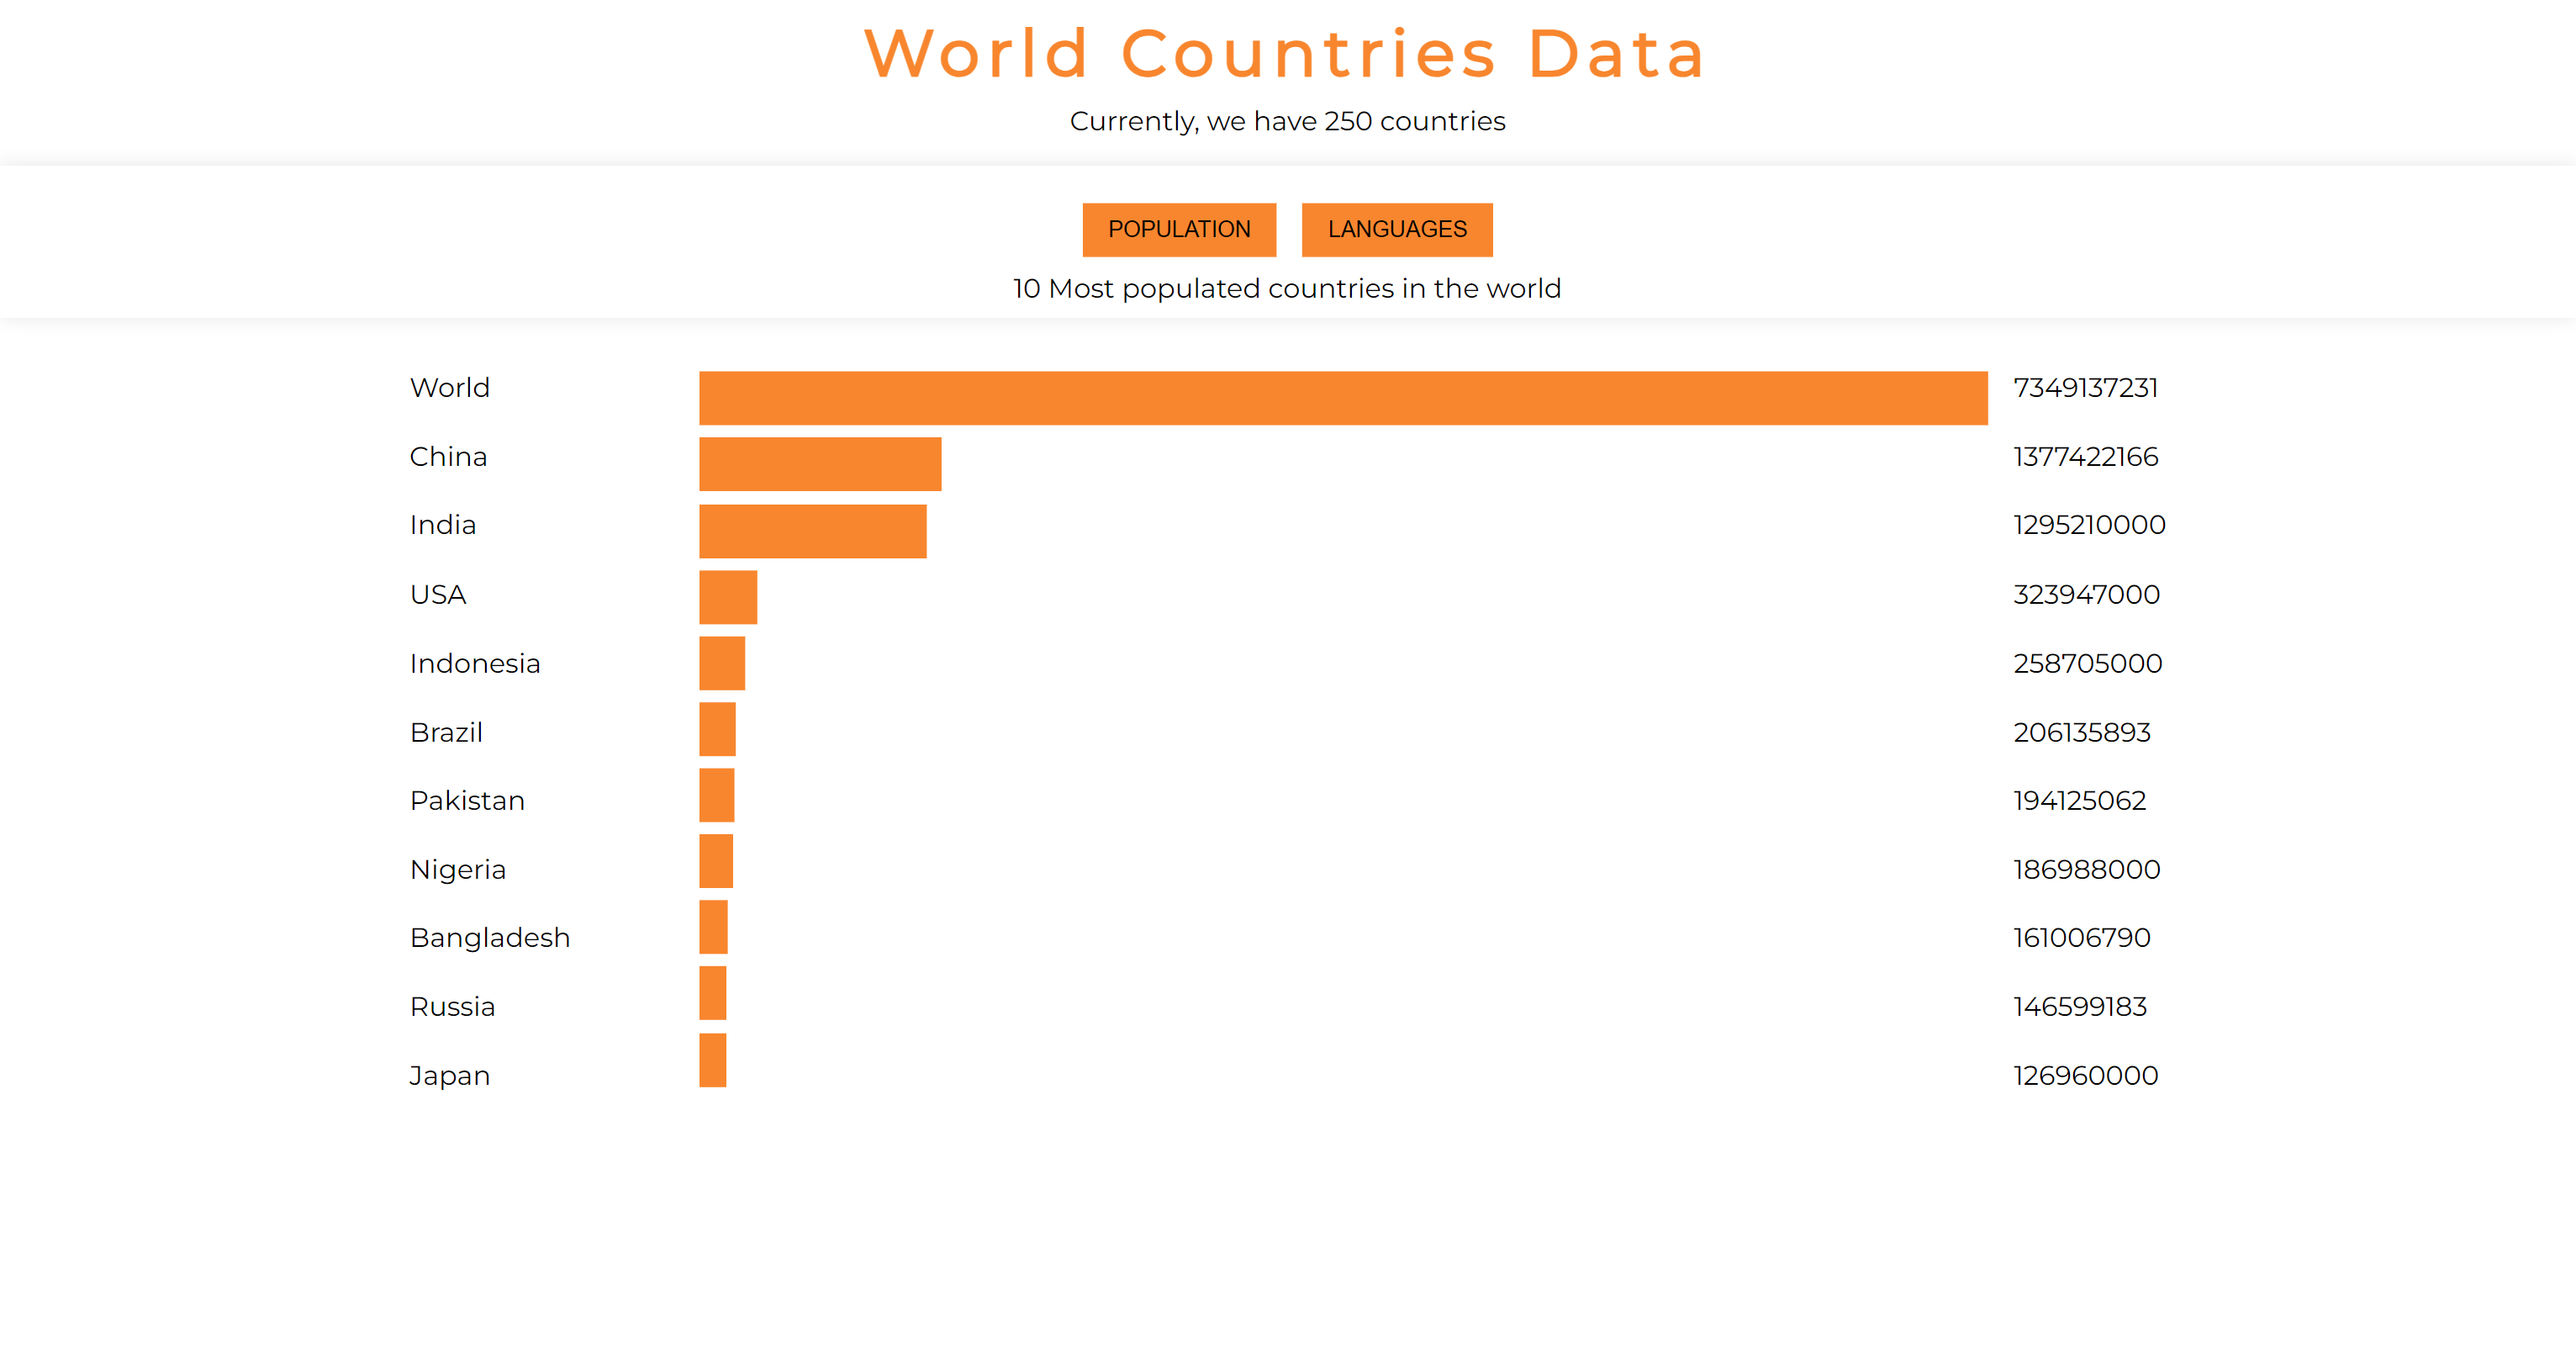 World Countries Data
Currently, we have 250 countries
POPULATION LANGUAGES
10 Most populated countries in the world
World 7349137231
China 1377422166
India 1295210000
USA 323947000
Indonesia 258705000
Brazil 206135893
Pakistan 194125062
Nigeria 186988000
Bangladesh 161006790
Russia 146599183
Japan 126960000